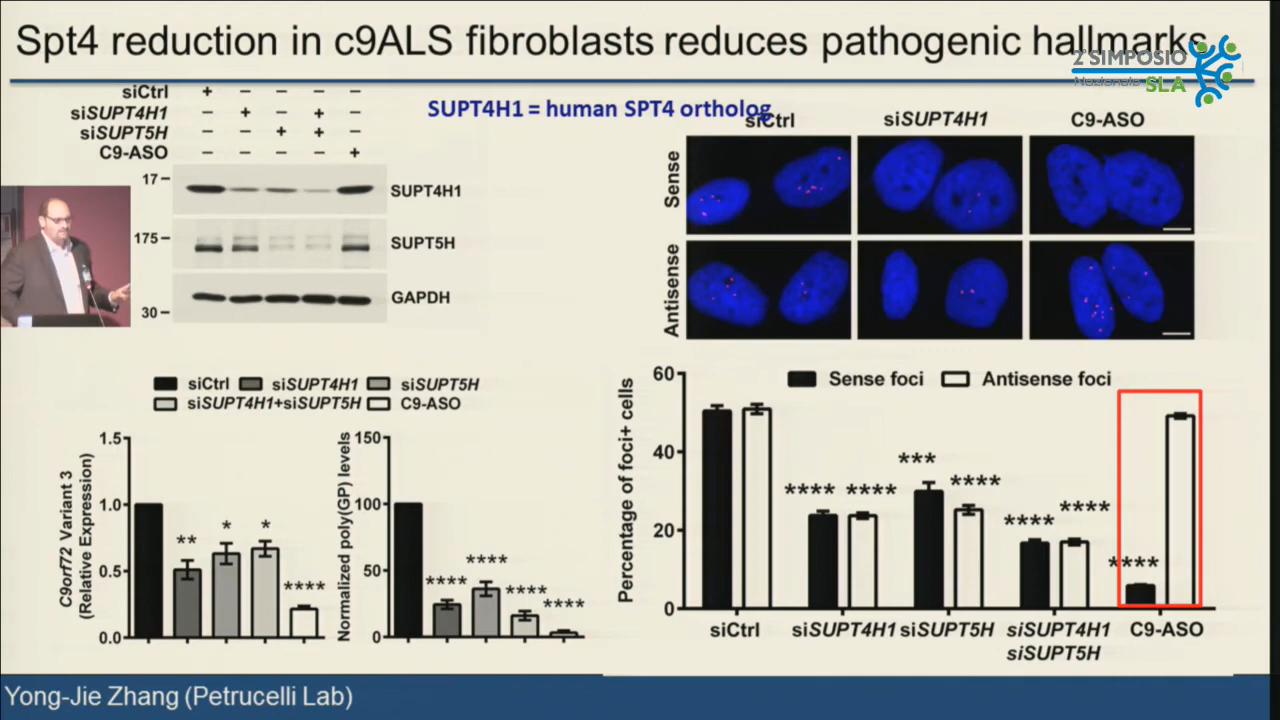 Spt4 reduction in c9ALS fibroblasts reduces pathogenic hallmarks
2° SIMPOSIO
Nazionale SLA
siCtrl + – – – –
siSUPT4H1 – + – + –
siSUPT5H – – + + –
C9-ASO – – – – +
17
SUPT4H1
175
SUPT5H
GAPDH
30
SUPT4H1 = human SPT4 ortholog
siCtrl siSUPT4H1 C9-ASO
Sense
Antisense
siCtrl siSUPT4H1 siSUPT5H
siSUPT4H1+siSUPT5H C9-ASO
C9orf72 Variant 3
(Relative Expression)
1.5
1.0
0.5
0.0
** * * ****
Normalized poly(GP) levels
150
100
50
0
**** **** **** ****
Percentage of foci+ cells
Sense foci Antisense foci
60
40
20
0
**** **** *** **** **** **** ****
siCtrl siSUPT4H1 siSUPT5H siSUPT4H1 C9-ASO
siSUPT5H
Yong-Jie Zhang (Petrucelli Lab)